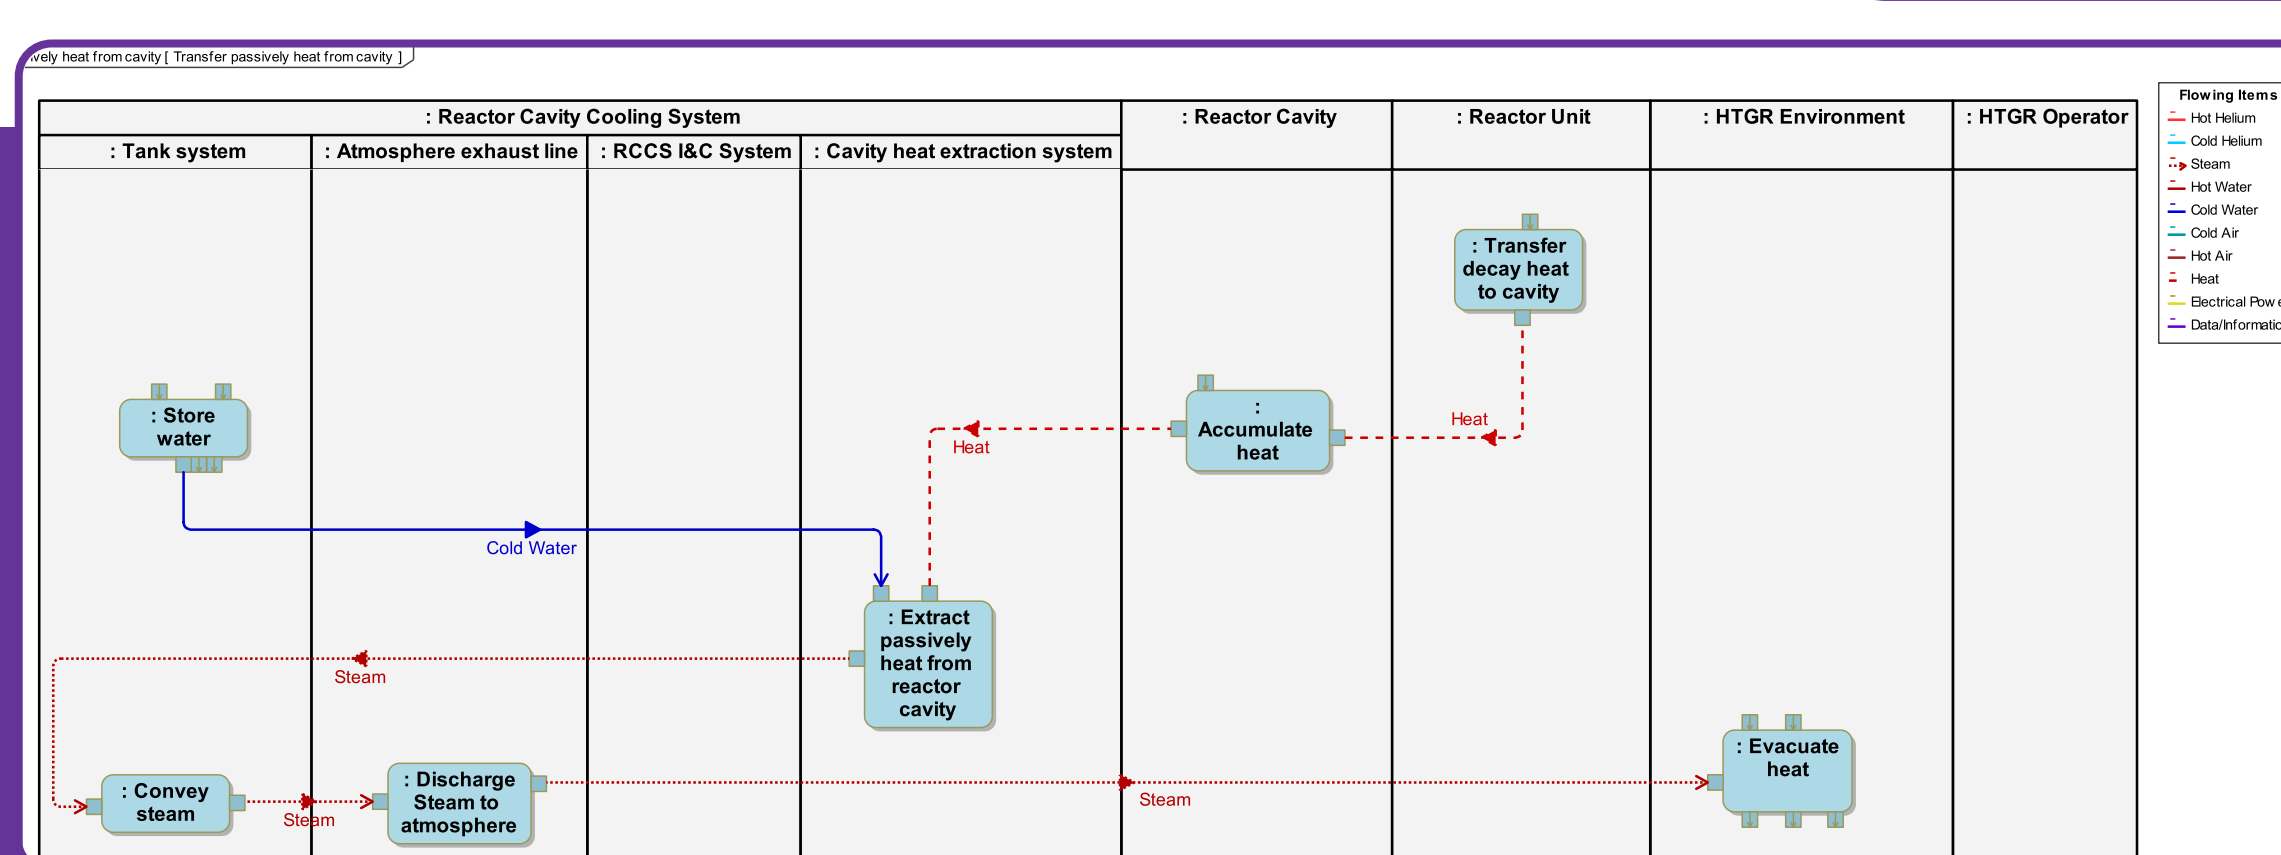 heat from cavity [ Transfer passively heat from cavity ]
: Reactor Cavity Cooling System
: Reactor Cavity
: Reactor Unit
: HTGR Environment
: HTGR Operator
: Tank system
: Atmosphere exhaust line
: RCCS I&C System
: Cavity heat extraction system
Flowing Items
Hot Helium
Cold Helium
Steam
Hot Water
Cold Water
Cold Air
Hot Air
Heat
Electrical
: Transfer
decay heat
to cavity
: Store
water
:
Accumulate
heat
Heat
Heat
Cold Water
: Extract
passively
heat from
reactor
cavity
Steam
: Convey
steam
Steam
: Discharge
Steam to
atmosphere
Steam
: Evacuate
heat